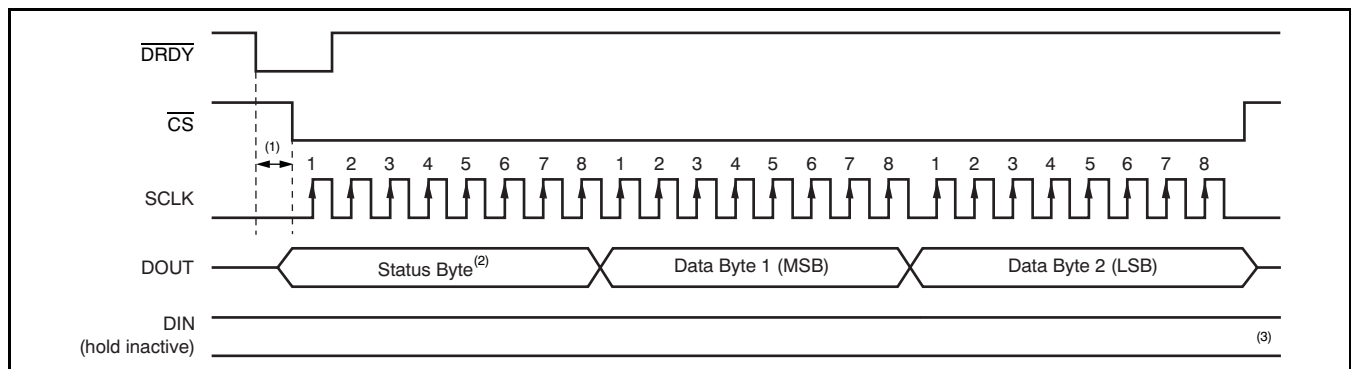 DRDY
CS
(1)
1 2 3 4 5 6 7 8 1 2 3 4 5 6 7 8 1 2 3 4 5 6 7 8
SCLK
DOUT Status Byte(2) Data Byte 1 (MSB) Data Byte 2 (LSB)
DIN
(hold inactive) (3)